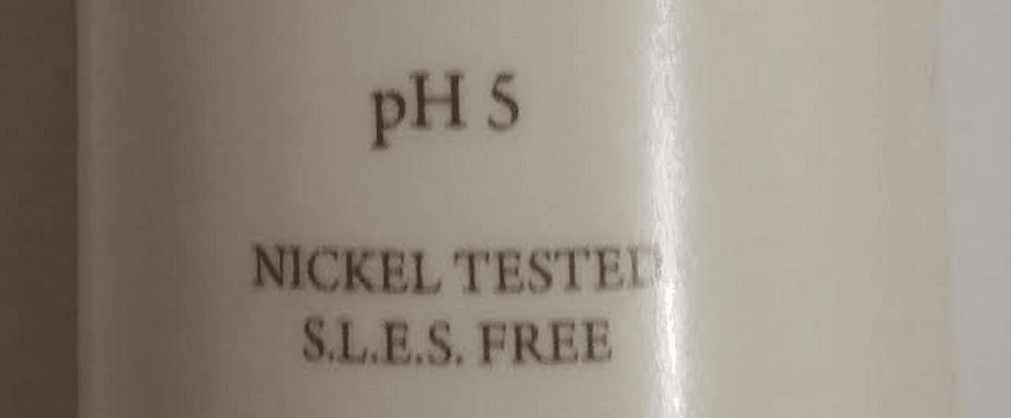 pH 5
NICKEL TESTED
S.L.E.S. FREE